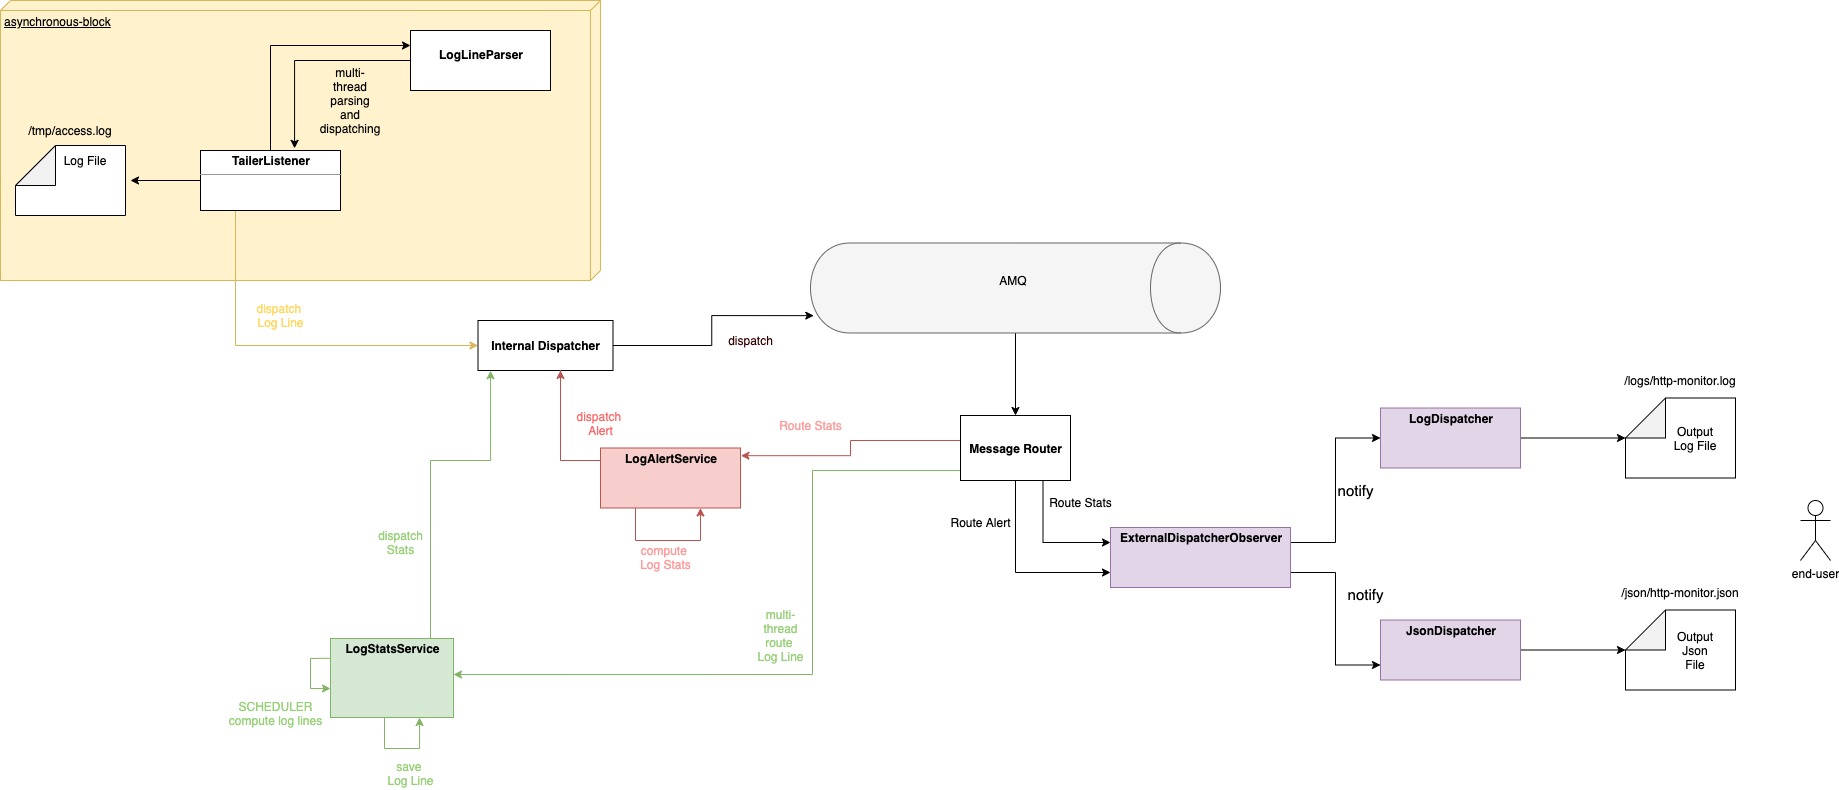 asynchronous-block
LogLineParser
multi-
thread
parsing
and
dispatching
/tmp/access.log
Log File
TailerListener
AMQ
dispatch
Log Line
Internal Dispatcher
dispatch
/logs/http-monitor.log
Output
Log File
LogDispatcher
dispatch
Alert
Route Stats
Message Router
LogAlertService
notify
Route Stats
Route Alert
ExternalDispatcherObserver
dispatch
Stats
compute
Log Stats
end-user
notify
/json/http-monitor.json
Output
Json
File
JsonDispatcher
multi-
thread
route
Log Line
LogStatsService
SCHEDULER
compute log lines
save
Log Line